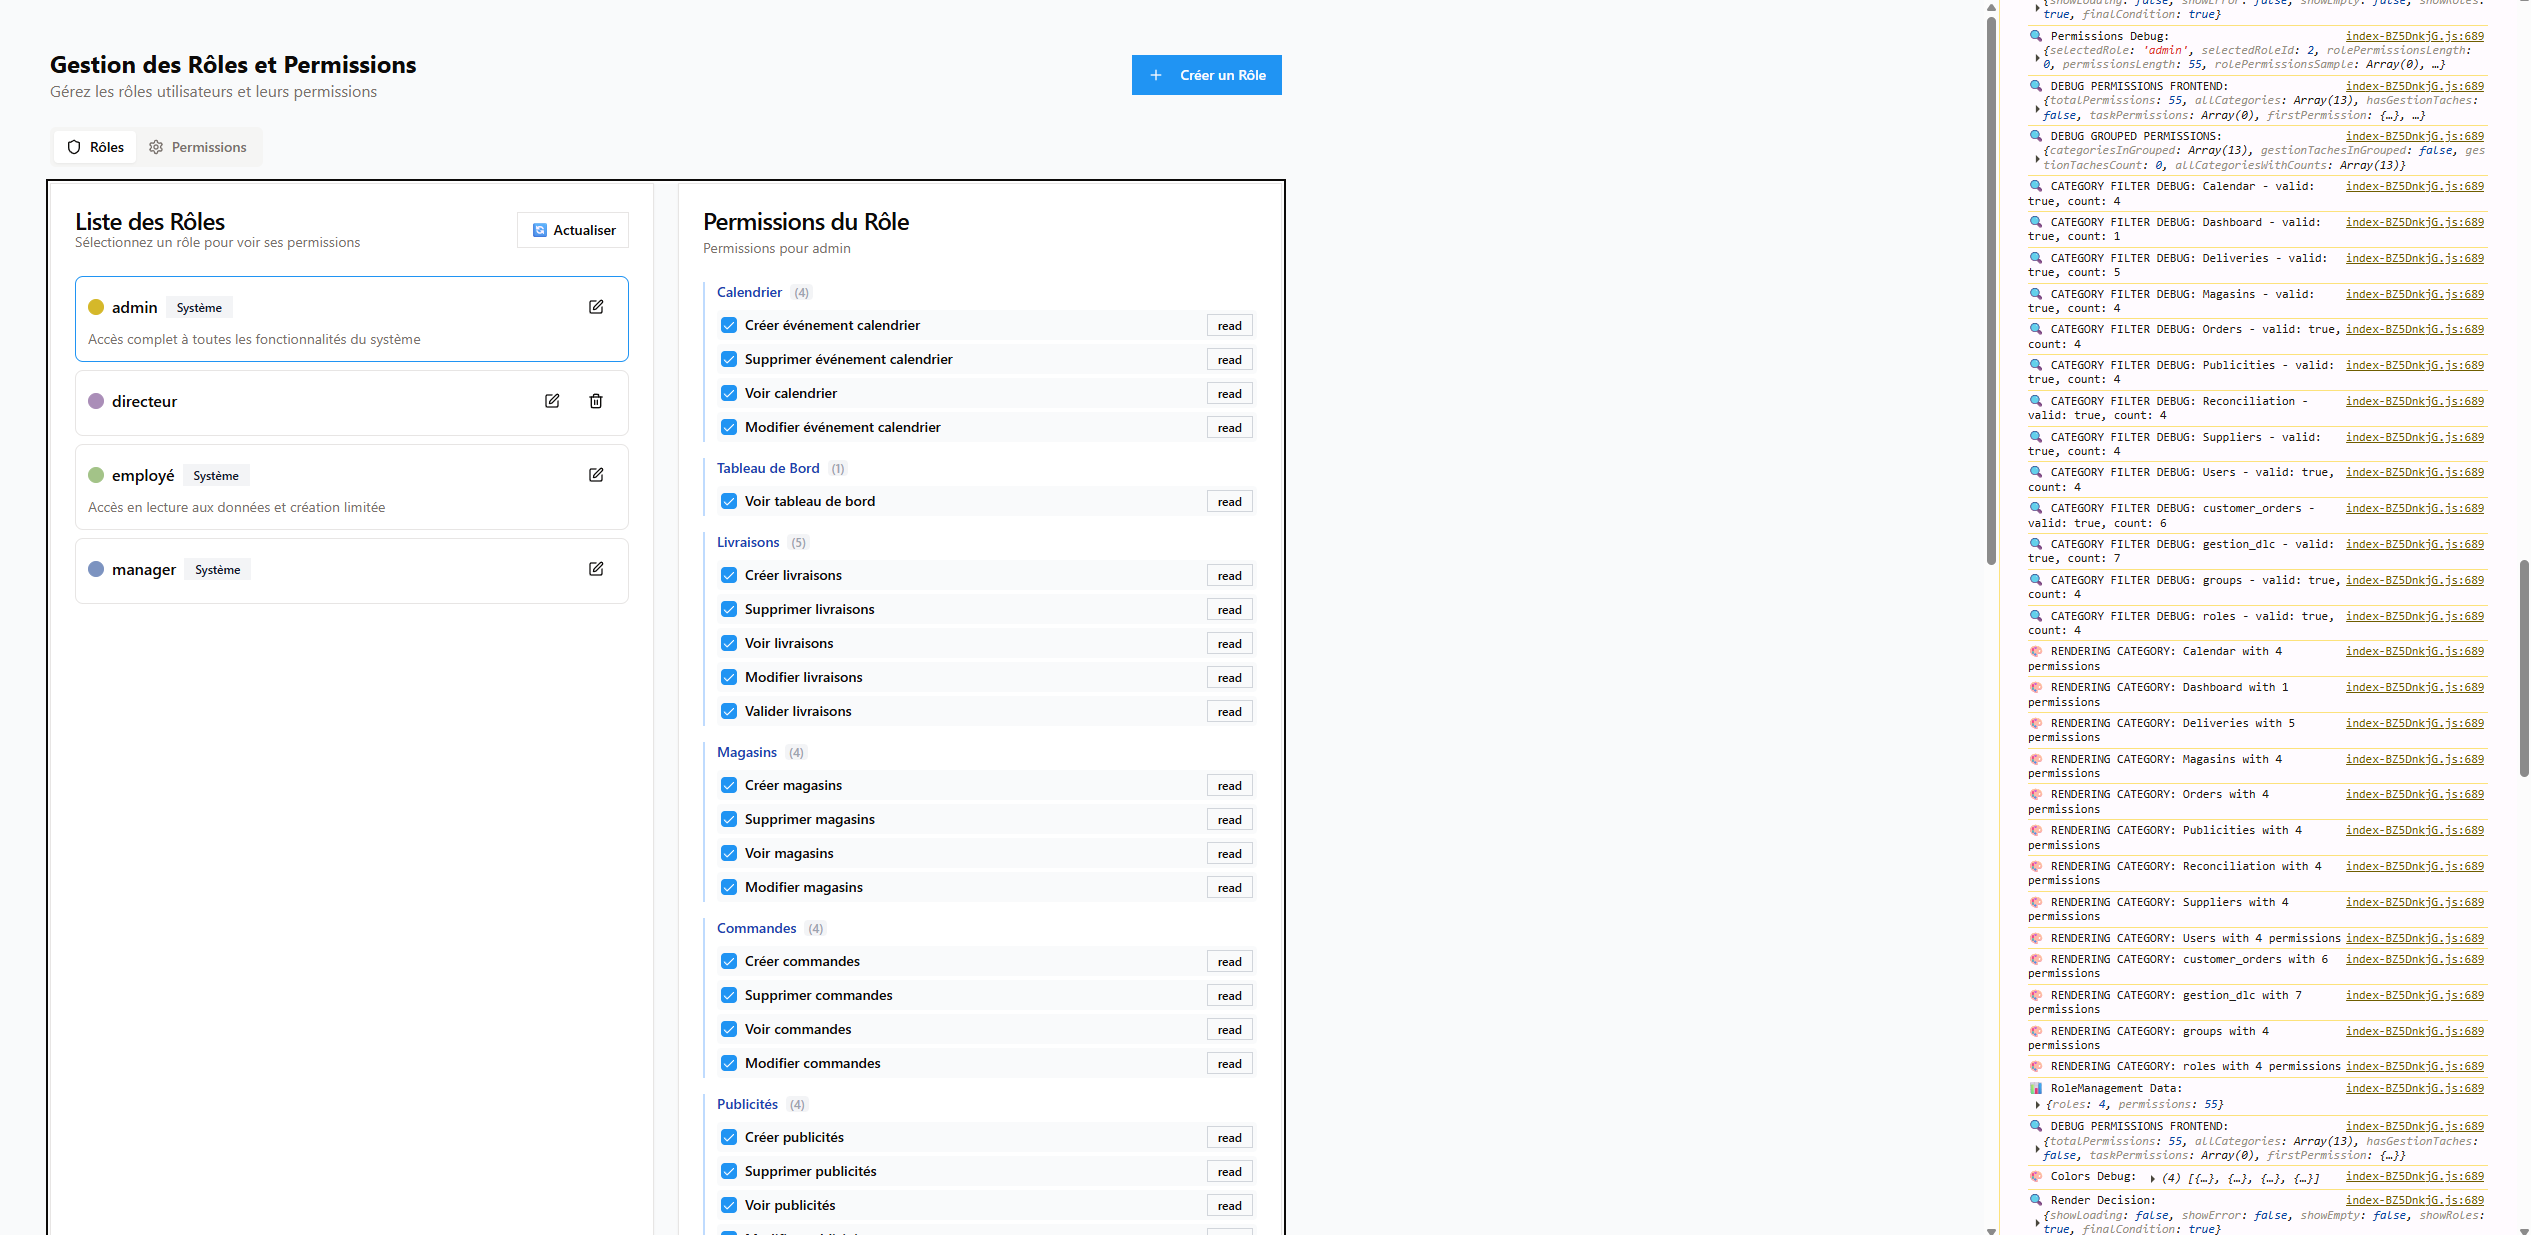 Gestion des Rôles et Permissions
Gérez les rôles utilisateurs et leurs permissions
Créer un Rôle
Rôles
Permissions
Liste des Rôles
Sélectionnez un rôle pour voir ses permissions
Actualiser
admin Système
Accès complet à toutes les fonctionnalités du système
directeur
employé Système
Accès en lecture aux données et création limitée
manager Système
Permissions du Rôle
Permissions pour admin
Calendrier (4)
Créer événement calendrier read
Supprimer événement calendrier read
Voir calendrier read
Modifier événement calendrier read
Tableau de Bord (1)
Voir tableau de bord read
Livraisons (5)
Créer livraisons read
Supprimer livraisons read
Voir livraisons read
Modifier livraisons read
Valider livraisons read
Magasins (4)
Créer magasins read
Supprimer magasins read
Voir magasins read
Modifier magasins read
Commandes (4)
Créer commandes read
Supprimer commandes read
Voir commandes read
Modifier commandes read
Publicités (4)
Créer publicités read
Supprimer publicités read
Voir publicités read
{showLoading: false, showError: false, showEmpty: false, showRoles:
true, finalCondition: true}
Permissions Debug: index-BZ5DnkjG.js:689
{selectedRole: 'admin', selectedRoleId: 2, rolePermissionsLength:
0, permissionsLength: 55, rolePermissionsSample: Array(0), …}
DEBUG PERMISSIONS FRONTEND: index-BZ5DnkjG.js:689
{totalPermissions: 55, allCategories: Array(13), hasGestionTaches:
false, taskPermissions: Array(0), firstPermission: {…}, …}
DEBUG GROUPED PERMISSIONS: index-BZ5DnkjG.js:689
{categoriesInGrouped: Array(13), gestionTachesInGrouped: false, ges
tionTachesCount: 0, allCategoriesWithCounts: Array(13)}
CATEGORY FILTER DEBUG: Calendar - valid: index-BZ5DnkjG.js:689
true, count: 4
CATEGORY FILTER DEBUG: Dashboard - valid: index-BZ5DnkjG.js:689
true, count: 1
CATEGORY FILTER DEBUG: Deliveries - valid: index-BZ5DnkjG.js:689
true, count: 5
CATEGORY FILTER DEBUG: Magasins - valid: index-BZ5DnkjG.js:689
true, count: 4
CATEGORY FILTER DEBUG: Orders - valid: true, index-BZ5DnkjG.js:689
count: 4
CATEGORY FILTER DEBUG: Publicities - valid: index-BZ5DnkjG.js:689
true, count: 4
CATEGORY FILTER DEBUG: Reconciliation - index-BZ5DnkjG.js:689
valid: true, count: 4
CATEGORY FILTER DEBUG: Suppliers - valid: index-BZ5DnkjG.js:689
true, count: 4
CATEGORY FILTER DEBUG: Users - valid: true, index-BZ5DnkjG.js:689
count: 4
CATEGORY FILTER DEBUG: customer_orders - index-BZ5DnkjG.js:689
valid: true, count: 6
CATEGORY FILTER DEBUG: gestion_dlc - valid: index-BZ5DnkjG.js:689
true, count: 7
CATEGORY FILTER DEBUG: groups - valid: true, index-BZ5DnkjG.js:689
count: 4
CATEGORY FILTER DEBUG: roles - valid: true, index-BZ5DnkjG.js:689
count: 4
RENDERING CATEGORY: Calendar with 4 index-BZ5DnkjG.js:689
permissions
RENDERING CATEGORY: Dashboard with 1 index-BZ5DnkjG.js:689
permissions
RENDERING CATEGORY: Deliveries with 5 index-BZ5DnkjG.js:689
permissions
RENDERING CATEGORY: Magasins with 4 index-BZ5DnkjG.js:689
permissions
RENDERING CATEGORY: Orders with 4 index-BZ5DnkjG.js:689
permissions
RENDERING CATEGORY: Publicities with 4 index-BZ5DnkjG.js:689
permissions
RENDERING CATEGORY: Reconciliation with 4 index-BZ5DnkjG.js:689
permissions
RENDERING CATEGORY: Suppliers with 4 index-BZ5DnkjG.js:689
permissions
RENDERING CATEGORY: Users with 4 permissions index-BZ5DnkjG.js:689
RENDERING CATEGORY: customer_orders with 6 index-BZ5DnkjG.js:689
permissions
RENDERING CATEGORY: gestion_dlc with 7 index-BZ5DnkjG.js:689
permissions
RENDERING CATEGORY: groups with 4 index-BZ5DnkjG.js:689
permissions
RENDERING CATEGORY: roles with 4 permissions index-BZ5DnkjG.js:689
RoleManagement Data: index-BZ5DnkjG.js:689
{roles: 4, permissions: 55}
DEBUG PERMISSIONS FRONTEND: index-BZ5DnkjG.js:689
{totalPermissions: 55, allCategories: Array(13), hasGestionTaches:
false, taskPermissions: Array(0), firstPermission: {…}}
Colors Debug: (4) [{…}, {…}, {…}, {…}] index-BZ5DnkjG.js:689
Render Decision: index-BZ5DnkjG.js:689
{showLoading: false, showError: false, showEmpty: false, showRoles:
true, finalCondition: true}